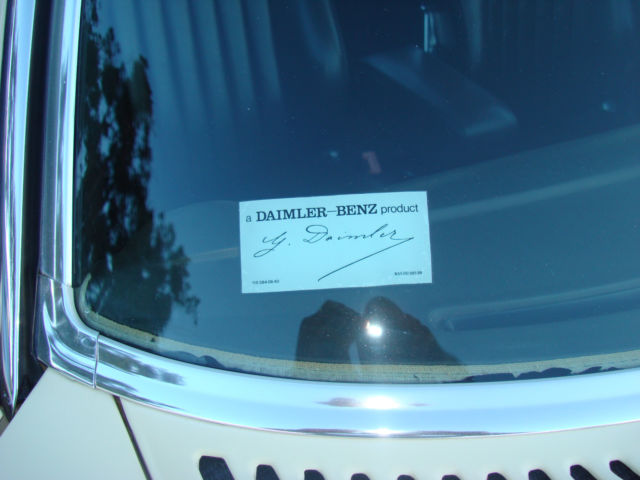 a DAIMLER-BENZ product
G. Daimler